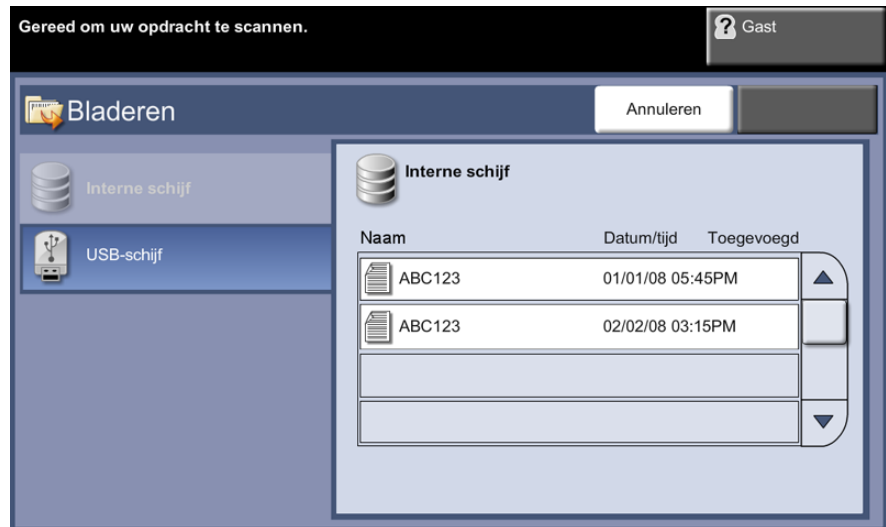 Gereed om uw opdracht te scannen.
Gast
Bladeren
Annuleren
Interne schijf
USB-schijf
Interne schijf
Naam Datum/tijd Toegevoegd
ABC123 01/01/08 05:45PM
ABC123 02/02/08 03:15PM